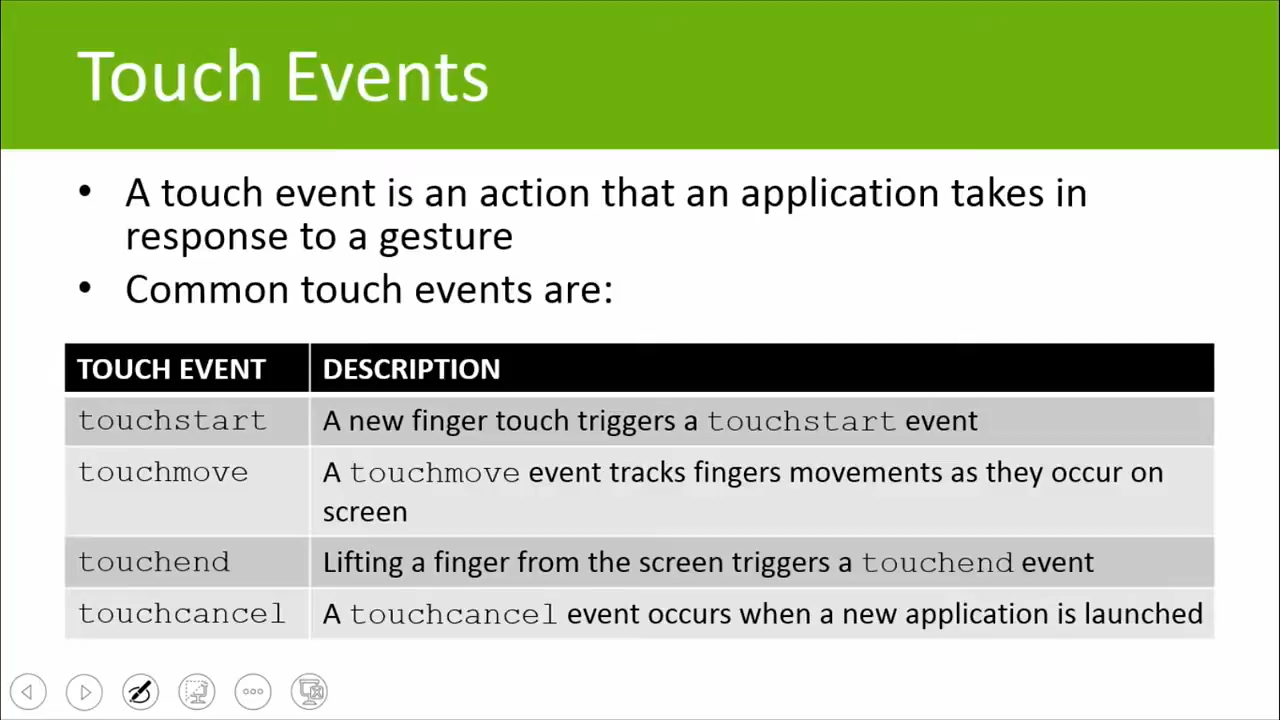 Touch Events
• A touch event is an action that an application takes in
response to a gesture
• Common touch events are:
TOUCH EVENT DESCRIPTION
touchstart A new finger touch triggers a touchstart event
touchmove A touchmove event tracks fingers movements as they occur on
screen
touchend Lifting a finger from the screen triggers a touchend event
touchcancel A touchcancel event occurs when a new application is launched